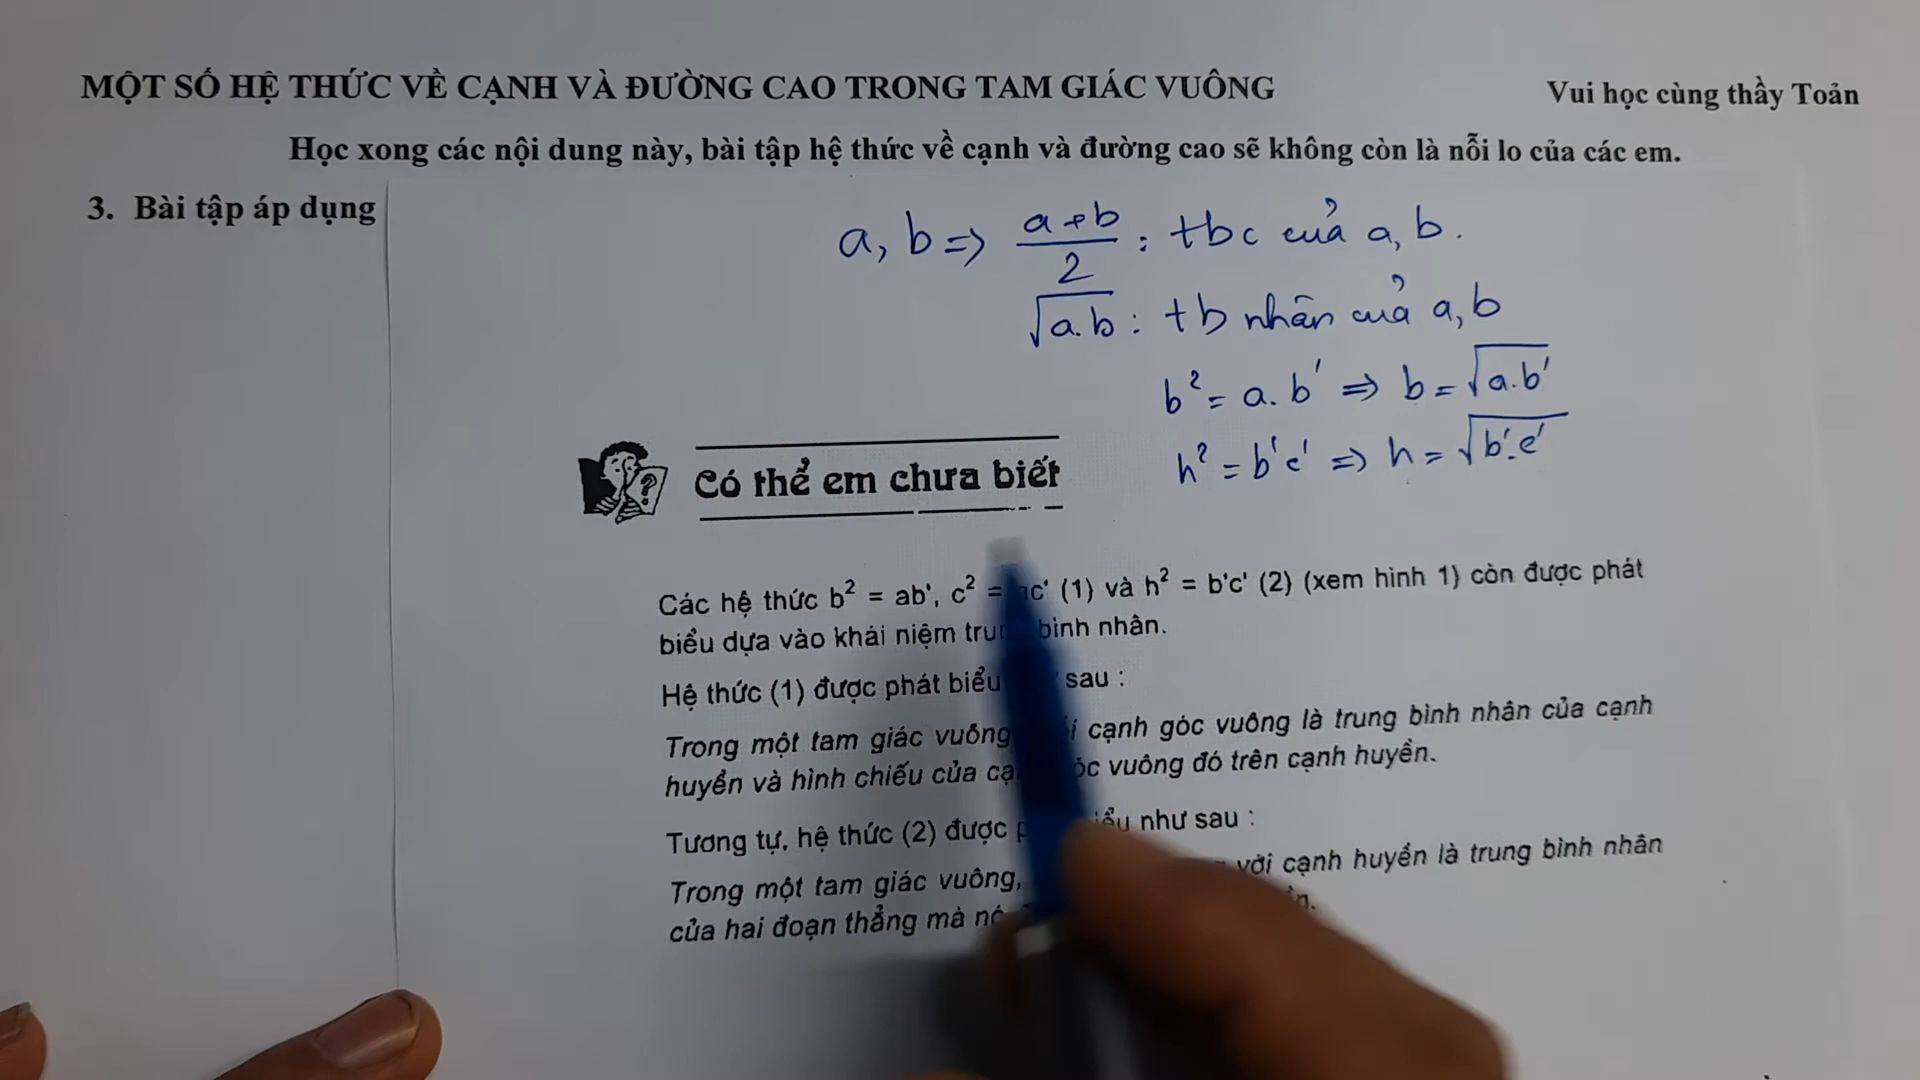 MỘT SỐ HỆ THỨC VỀ CẠNH VÀ ĐƯỜNG CAO TRONG TAM GIÁC VUÔNG
Vui học cùng thầy Toản
Học xong các nội dung này, bài tập hệ thức về cạnh và đường cao sẽ không còn là nỗi lo của các em.
3. Bài tập áp dụng
a, b => (a+b)/2 : tbc của a, b.
√(a.b) : tb nhân của a, b
b² = a.b' => b = √(a.b')
h² = b'c' => h = √(b'.c')
Có thể em chưa biết
Các hệ thức b² = ab', c² = c' (1) và h² = b'c' (2) (xem hình 1) còn được phát
biểu dựa vào khái niệm bình nhân.
Hệ thức (1) được phát biểu sau :
Trong một tam giác vuông cạnh góc vuông là trung bình nhân của cạnh
huyền và hình chiếu của vuông đó trên cạnh huyền.
Tương tự, hệ thức (2) được như sau :
Trong một tam giác vuông, với cạnh huyền là trung bình nhân
của hai đoạn thẳng mà nó